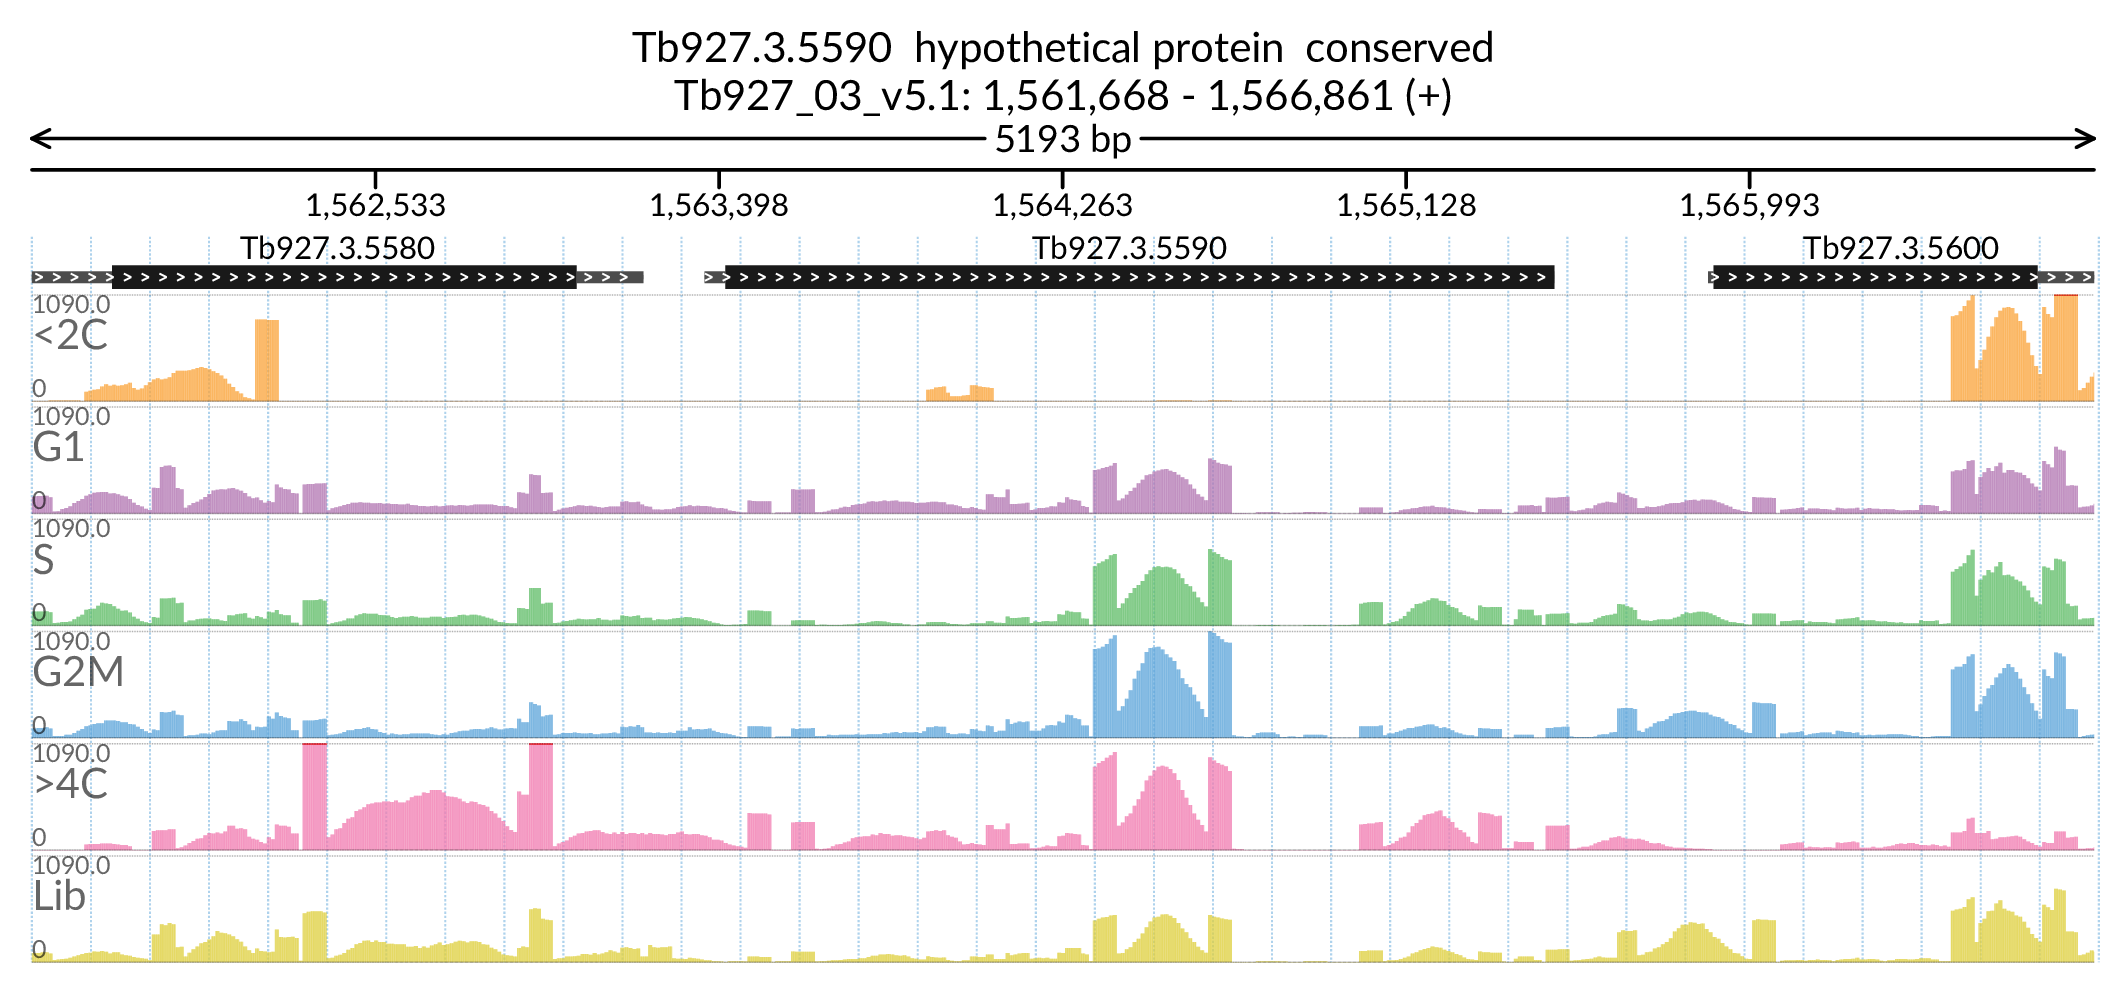 Tb927.3.5590 hypothetical protein conserved
Tb927_03_v5.1: 1,561,668 - 1,566,861 (+)
5193 bp
1,562,533 1,563,398 1,564,263 1,565,128 1,565,993
Tb927.3.5580 Tb927.3.5590 Tb927.3.5600
1090.0
<2C
0
1090.0
G1
0
1090.0
S
0
1090.0
G2M
0
1090.0
>4C
0
1090.0
Lib
0